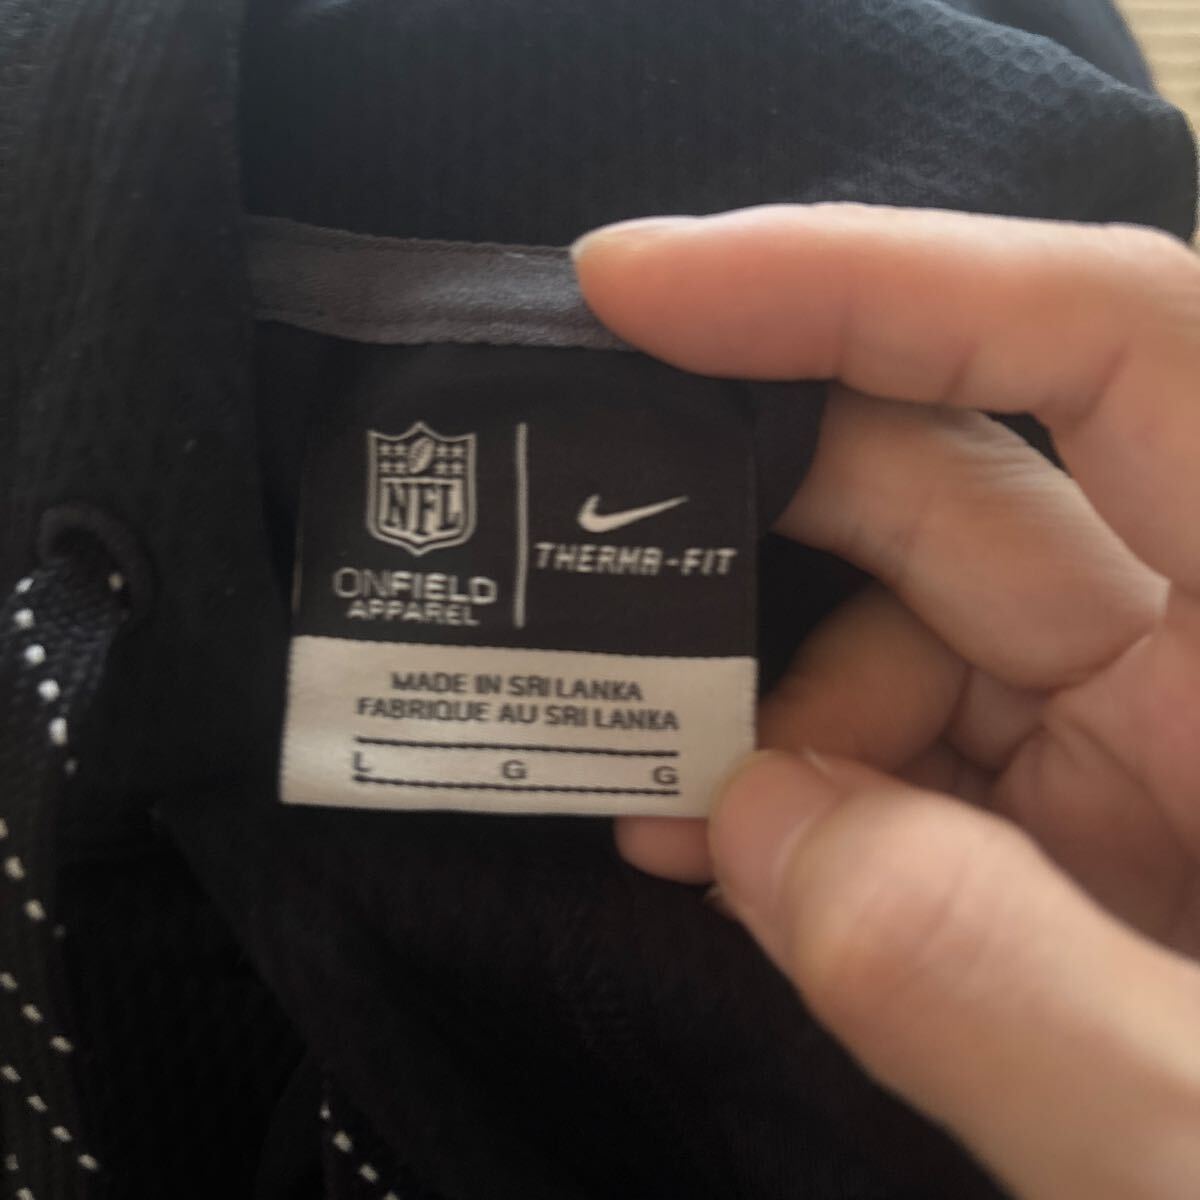 NFL
ONFIELD
APPAREL
THERMA-FIT
MADE IN SRI LANKA
FABRIQUE AU SRI LANKA
L G G